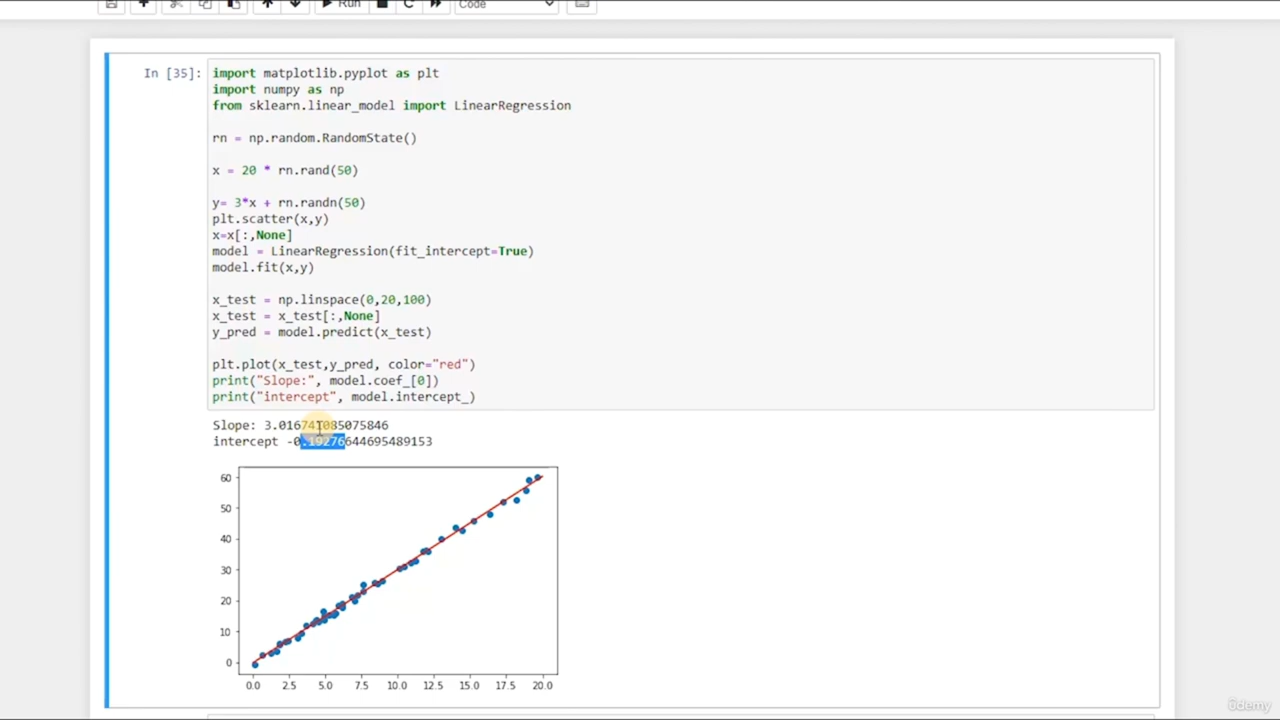 Run
Code
In [35]:
import matplotlib.pyplot as plt
import numpy as np
from sklearn.linear_model import LinearRegression
rn = np.random.RandomState()
x = 20 * rn.rand(50)
y= 3*x + rn.randn(50)
plt.scatter(x,y)
x=x[:,None]
model = LinearRegression(fit_intercept=True)
model.fit(x,y)
x_test = np.linspace(0,20,100)
x_test = x_test[:,None]
y_pred = model.predict(x_test)
plt.plot(x_test,y_pred, color="red")
print("Slope:", model.coef_[0])
print("intercept", model.intercept_)
Slope: 3.016741085075846
intercept -0.19276644695489153
60
50
40
30
20
10
0
0.0 2.5 5.0 7.5 10.0 12.5 15.0 17.5 20.0
Udemy